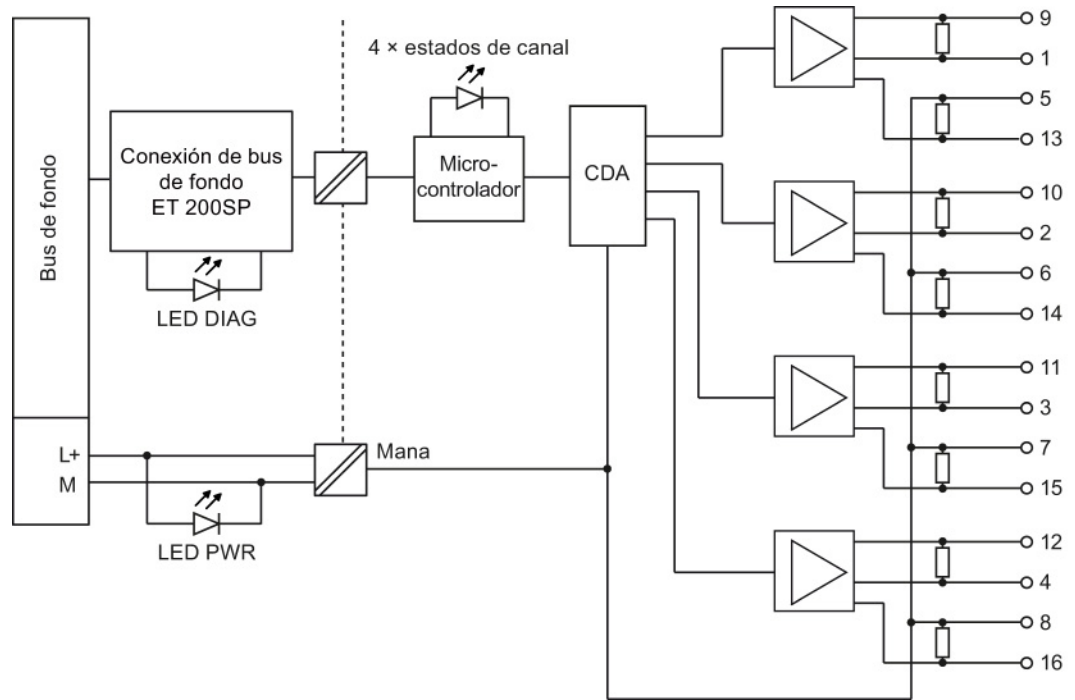 Bus de fondo
L+
M
Conexión de bus
de fondo
ET 200SP
LED DIAG
LED PWR
4 × estados de canal
Micro-
controlador
Mana
CDA
9
1
5
13
10
2
6
14
11
3
7
15
12
4
8
16